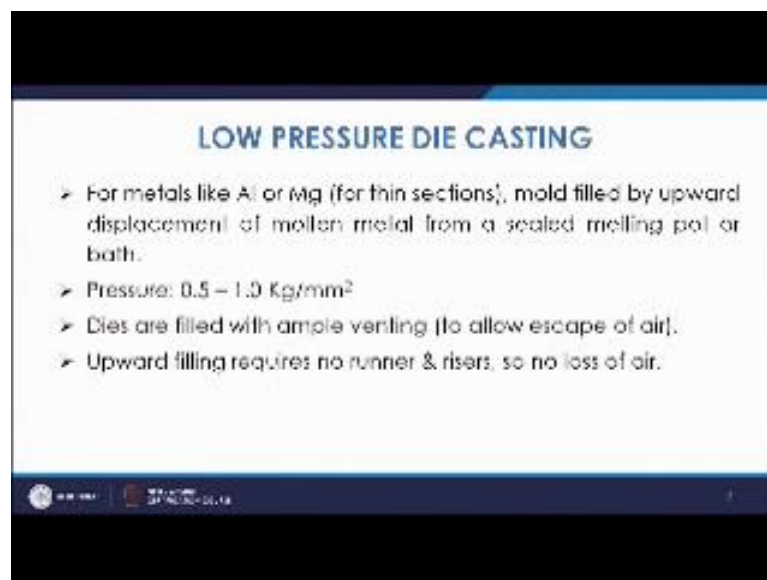 LOW PRESSURE DIE CASTING
➢ For metals like Al or Mg (for thin sections), mold filled by upward
displacement of molten metal from a sealed melting pot or
bath.
➢ Pressure: 0.5 – 1.0 Kg/mm²
➢ Dies are filled with ample venting (to allow escape of air).
➢ Upward filling requires no runner & risers, so no loss of air.